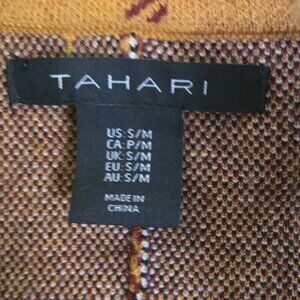 TAHARI
US:S/M
CA:P/M
UK:S/M
EU:S/M
AU:S/M
MADE IN
CHINA